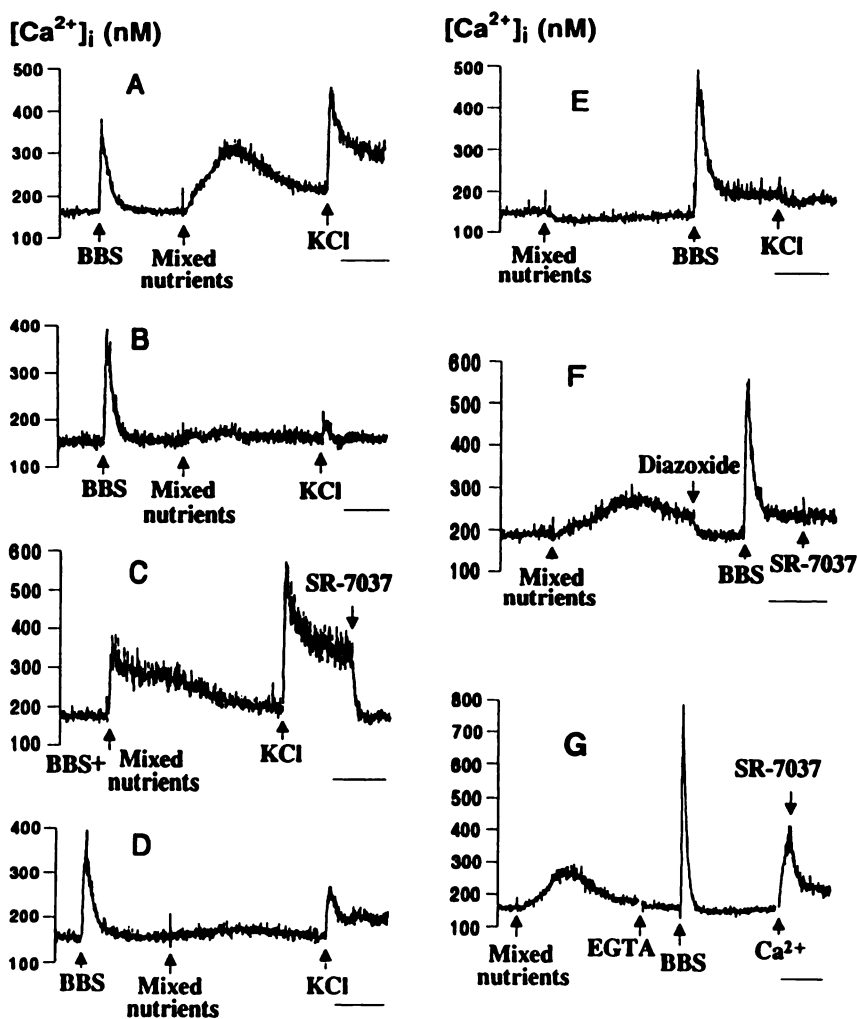 [Ca²⁺]ᵢ (nM)
A
500
400
300
200
100
BBS
Mixed
nutrients
KCl
B
400
300
200
100
BBS
Mixed
nutrients
KCl
C
600
500
400
300
200
100
SR-7037
BBS+
Mixed
nutrients
KCl
D
400
300
200
100
BBS
Mixed
nutrients
KCl
[Ca²⁺]ᵢ (nM)
E
500
400
300
200
100
Mixed
nutrients
BBS
KCl
F
600
500
400
300
200
100
Diazoxide
Mixed
nutrients
BBS
SR-7037
G
800
700
600
500
400
300
200
100
SR-7037
Mixed
nutrients
EGTA
BBS
Ca²⁺